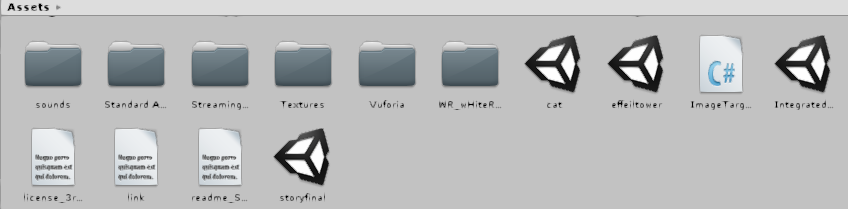 Assets
sounds Standard A... Streaming... Textures Vuforia WR_wHiteR... cat effeiltower ImageTarg... Integrated...
C#
license_3r... link readme_S... storyfinal